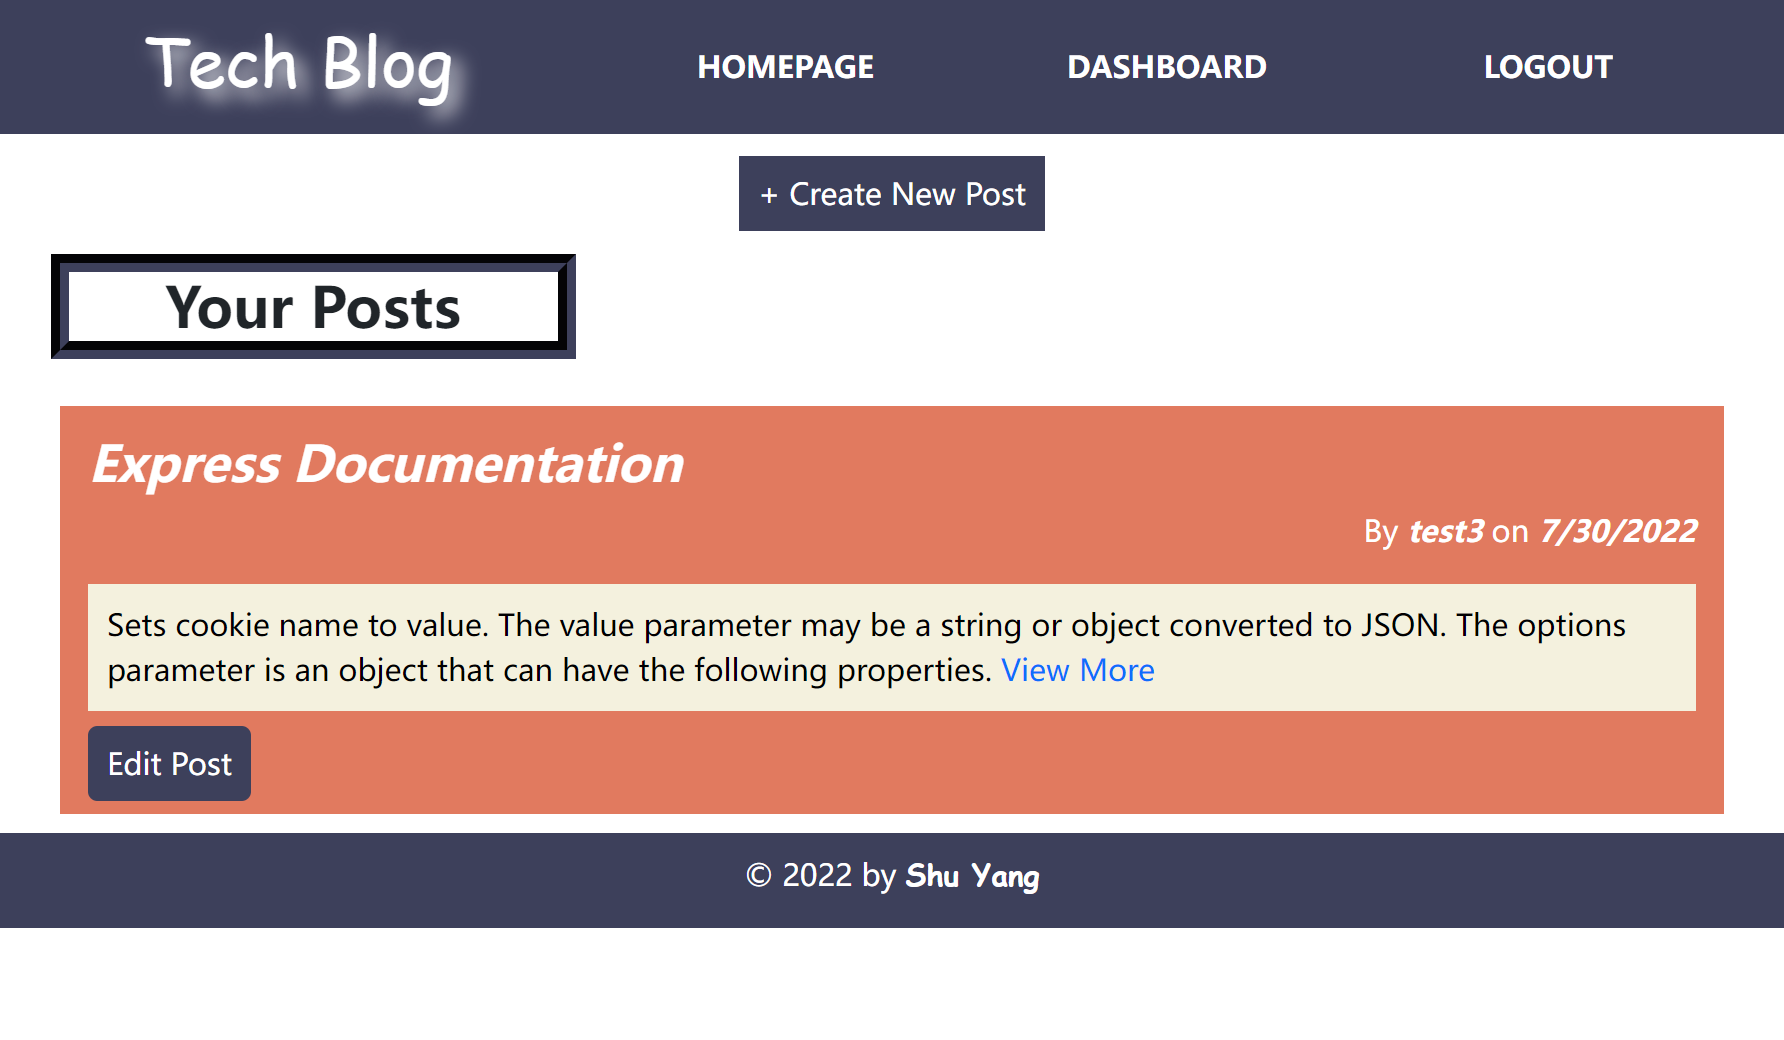 Tech Blog
HOMEPAGE
DASHBOARD
LOGOUT
+ Create New Post
Your Posts
Express Documentation
By test3 on 7/30/2022
Sets cookie name to value. The value parameter may be a string or object converted to JSON. The options
parameter is an object that can have the following properties. View More
Edit Post
© 2022 by Shu Yang